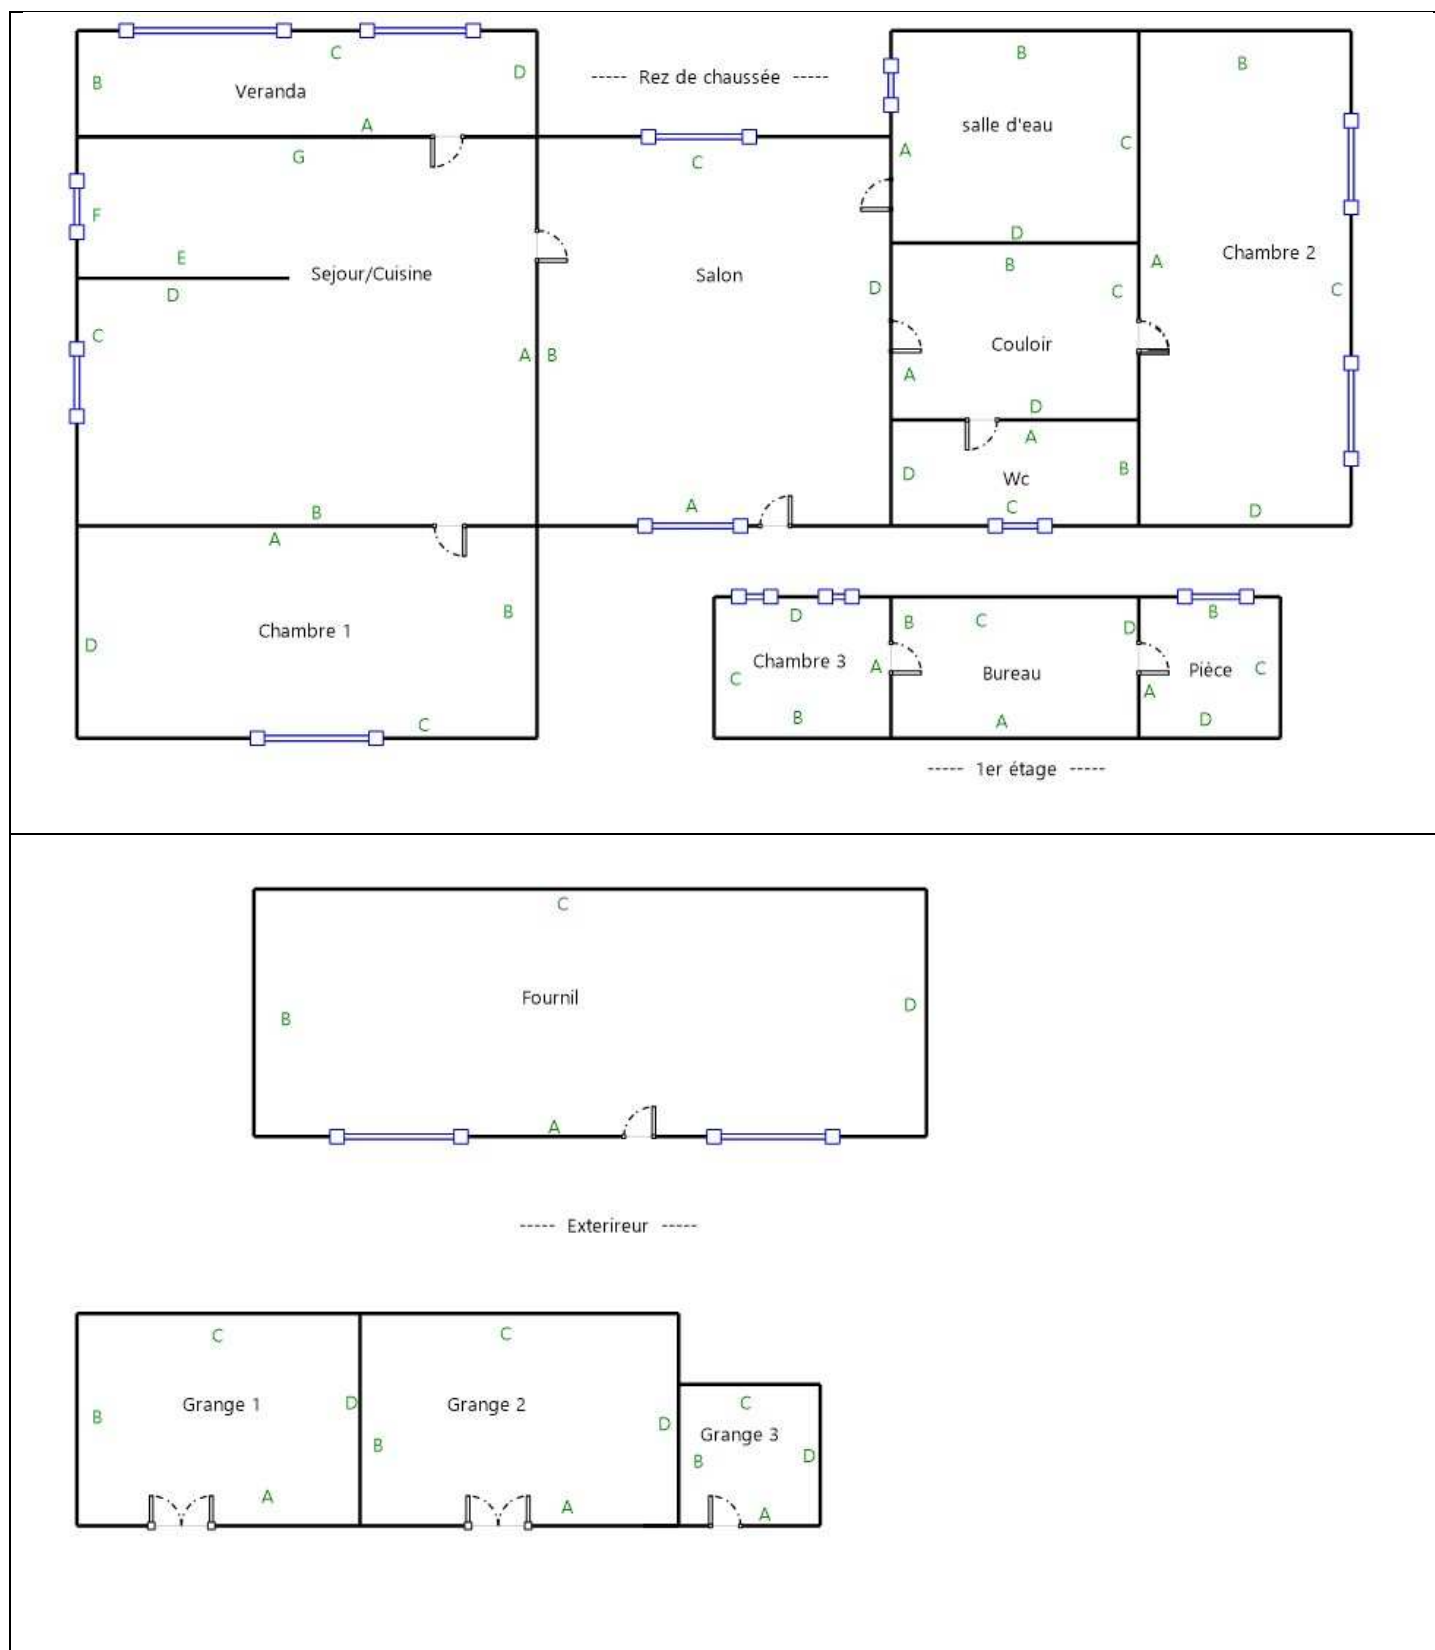 C
B
D
Veranda
A
G
F
E
D
Sejour/Cuisine
C
A
B
----- Rez de chaussée -----
C
Salon
B
D
A
B
salle d'eau
A
C
D
B
C
Couloir
A
D
A
D
Wc
B
C
B
A
Chambre 2
C
D
A
B
Chambre 1
D
C
D
Chambre 3
A
C
B
B
C
D
Bureau
A
B
Pièce
C
A
D
----- 1er étage -----
C
Fournil
B
D
A
----- Exterireur -----
C
Grange 1
B
D
A
C
Grange 2
B
D
A
C
Grange 3
B
D
A